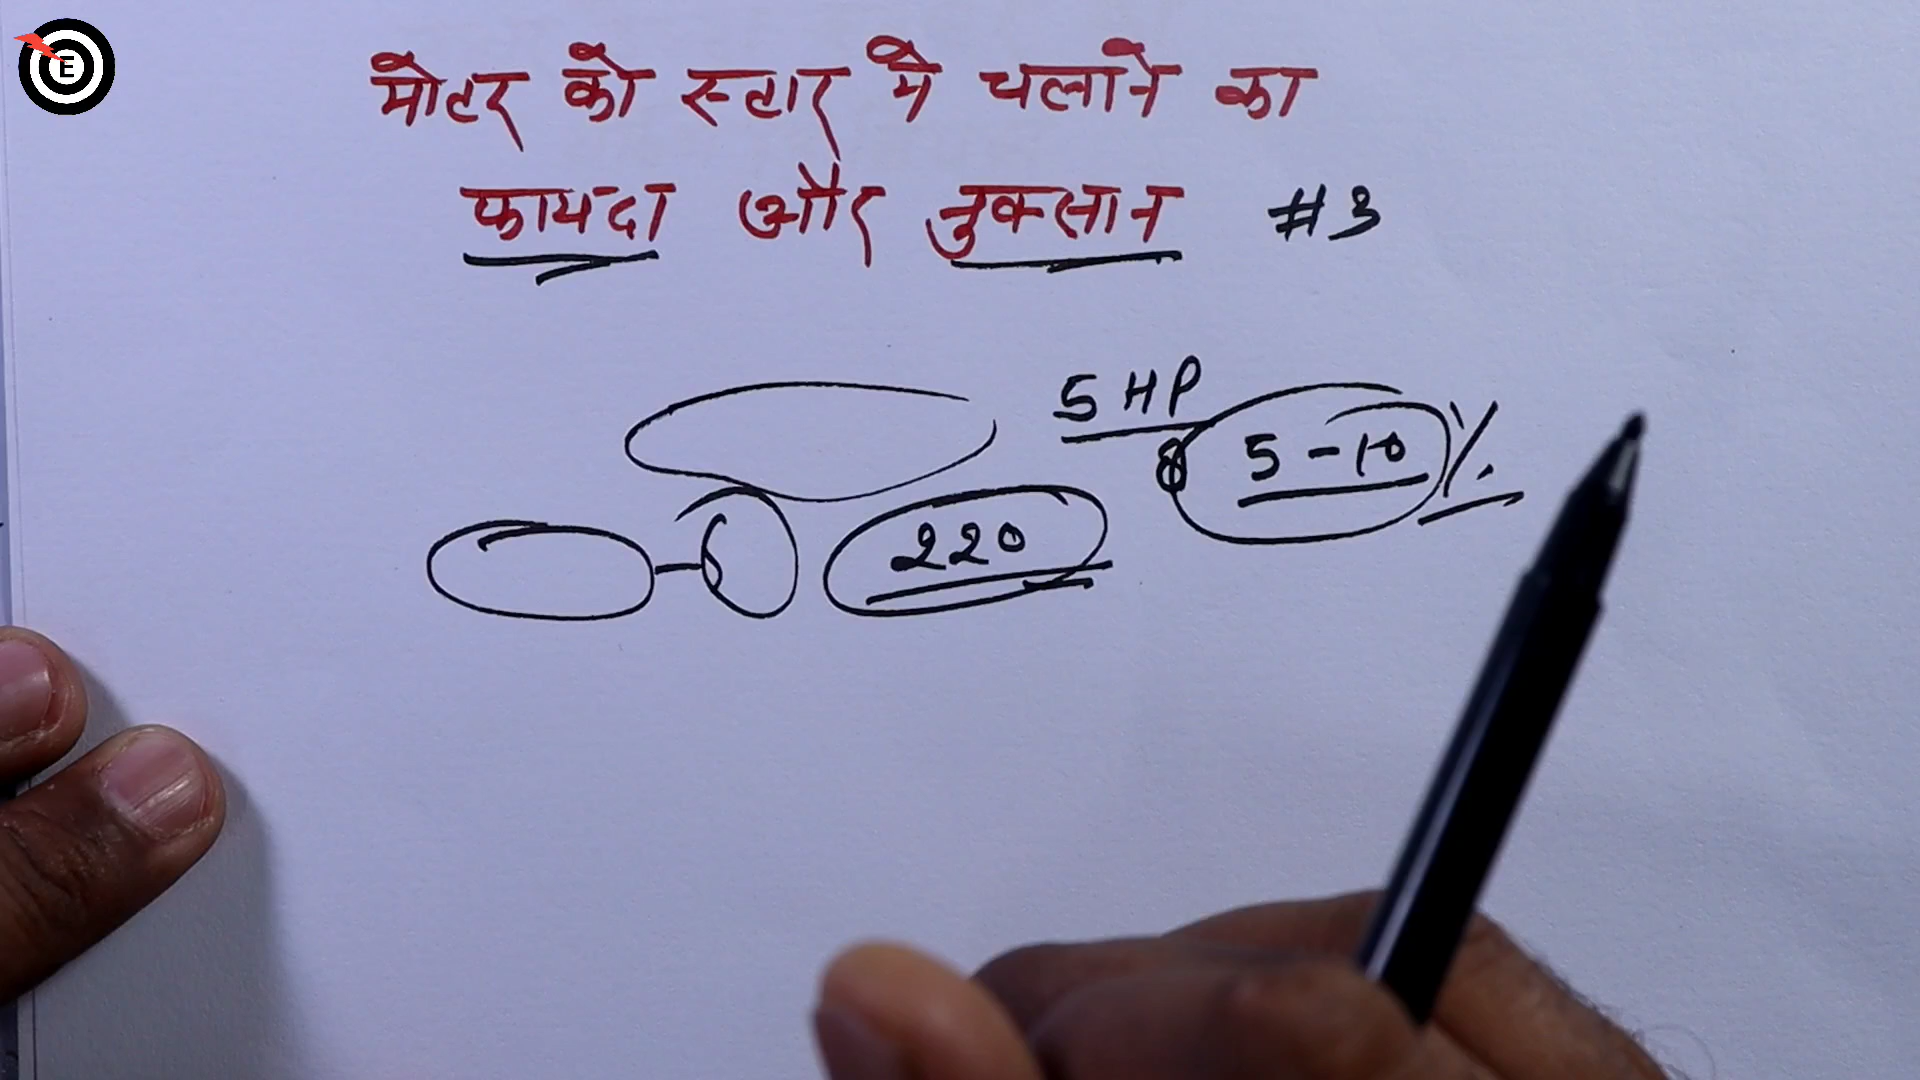 E
मोटर को स्टार में चलाने का
फायदा और नुकसान #3
5 HP
5-10 %
220